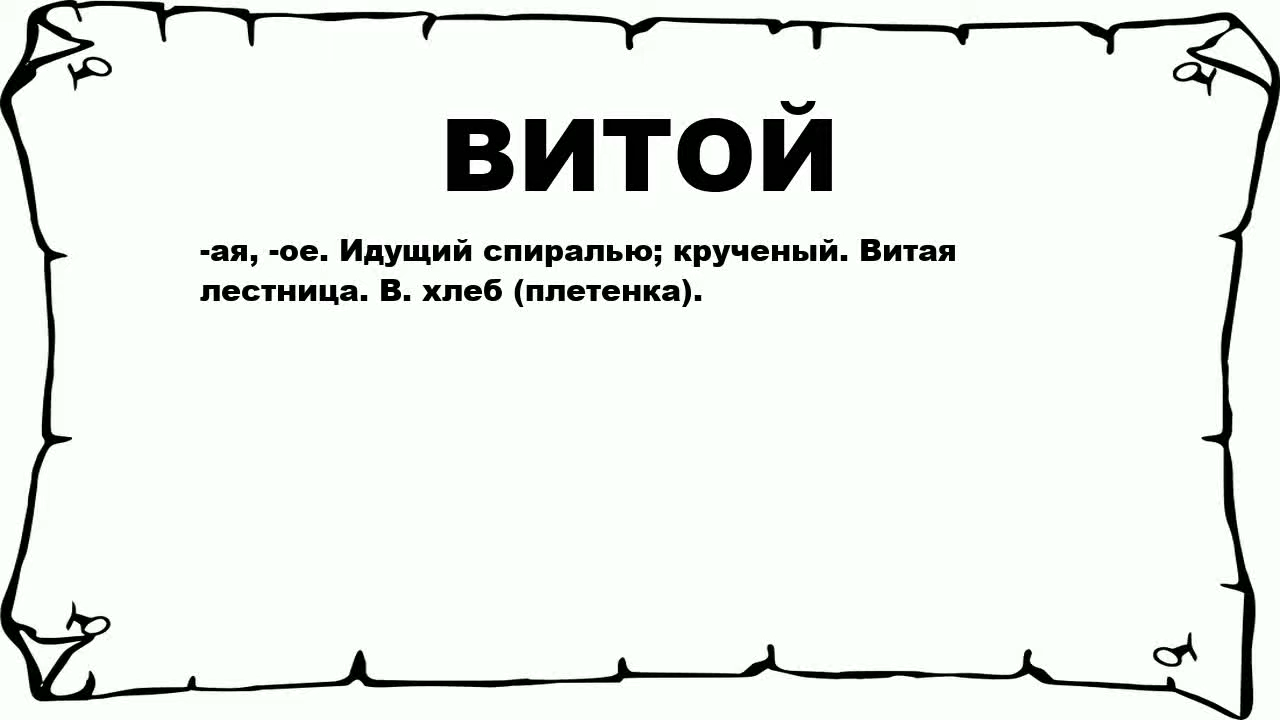 ВИТОЙ
-ая, -ое. Идущий спиралью; крученый. Витая
лестница. В. хлеб (плетенка).